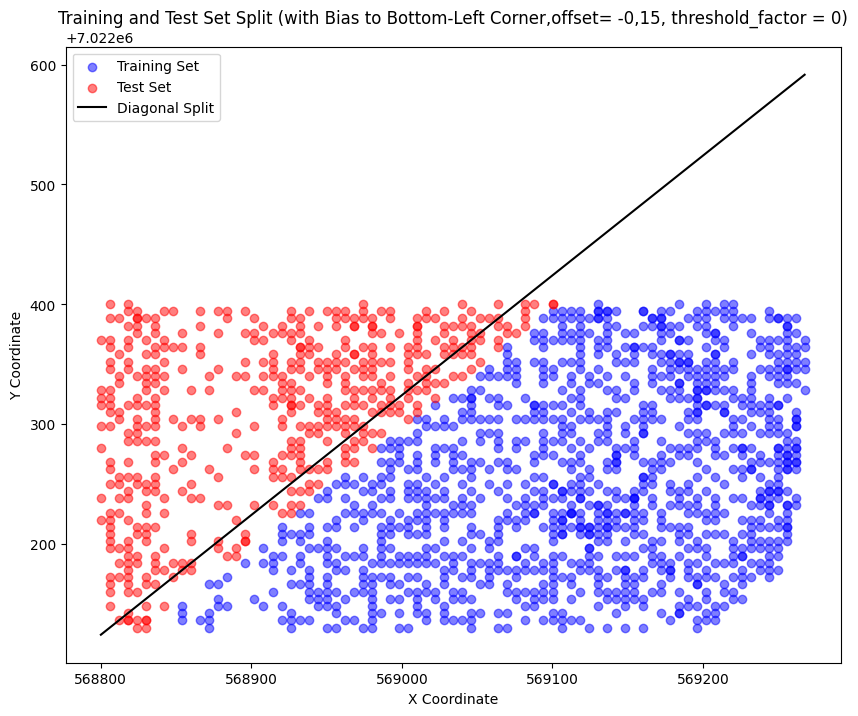 Training and Test Set Split (with Bias to Bottom-Left Corner,offset= -0,15, threshold_factor = 0)
+7.022e6
Training Set
Test Set
Diagonal Split
600
500
400
300
200
Y Coordinate
568800 568900 569000 569100 569200
X Coordinate